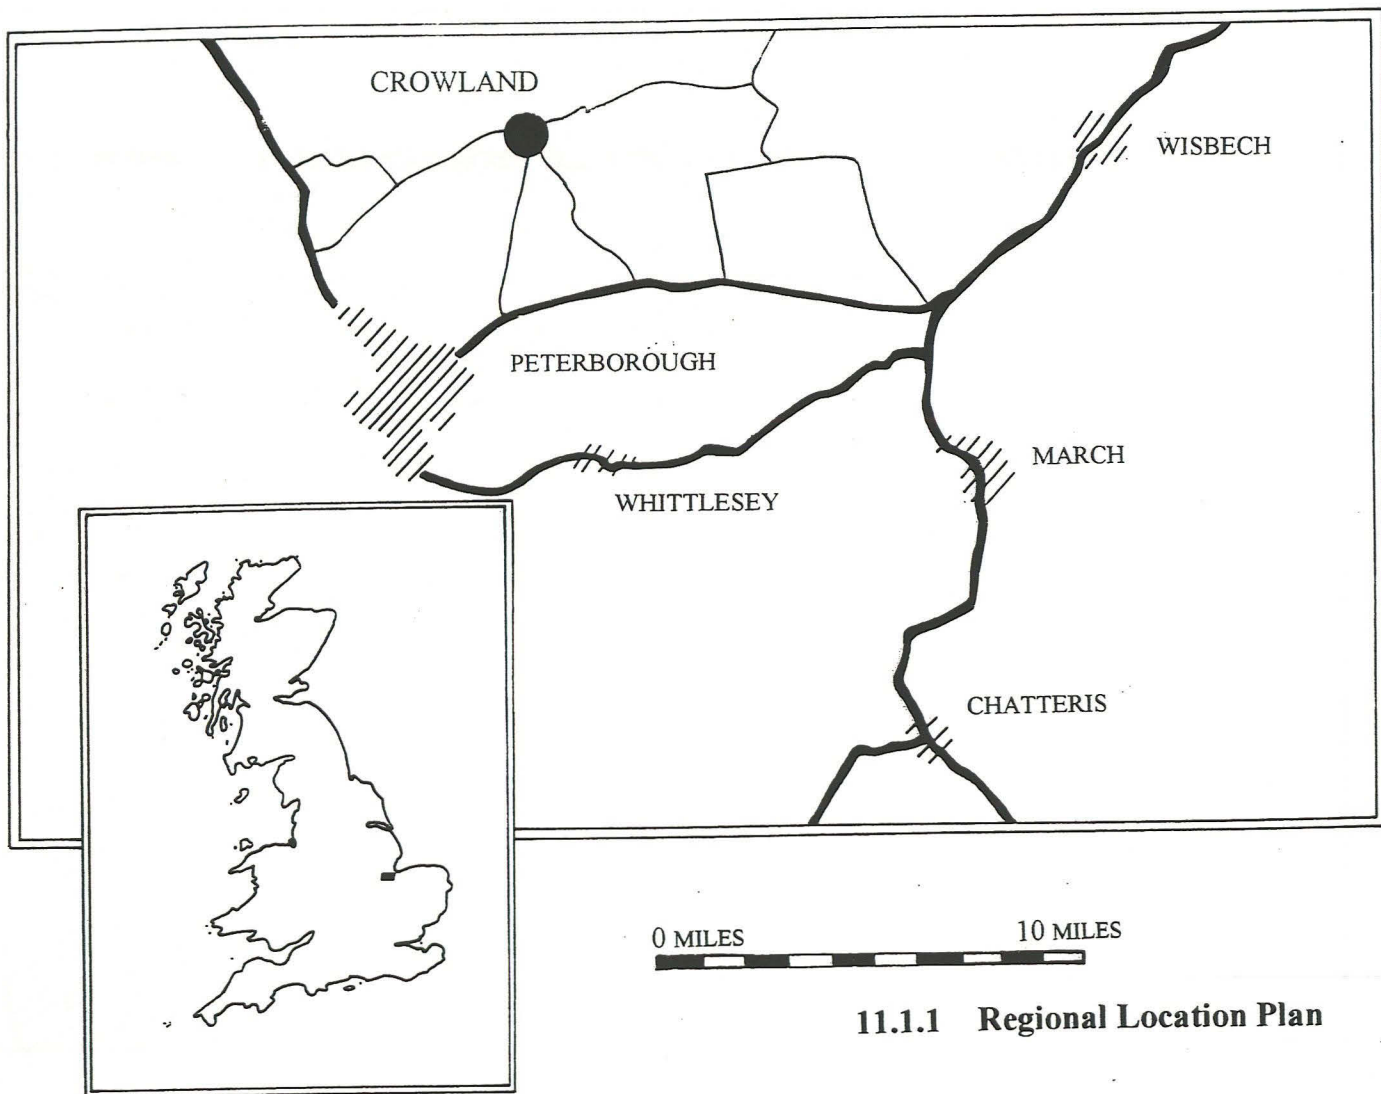 CROWLAND
WISBECH
PETERBOROUGH
MARCH
WHITTLESEY
CHATTERIS
0 MILES 10 MILES
11.1.1 Regional Location Plan